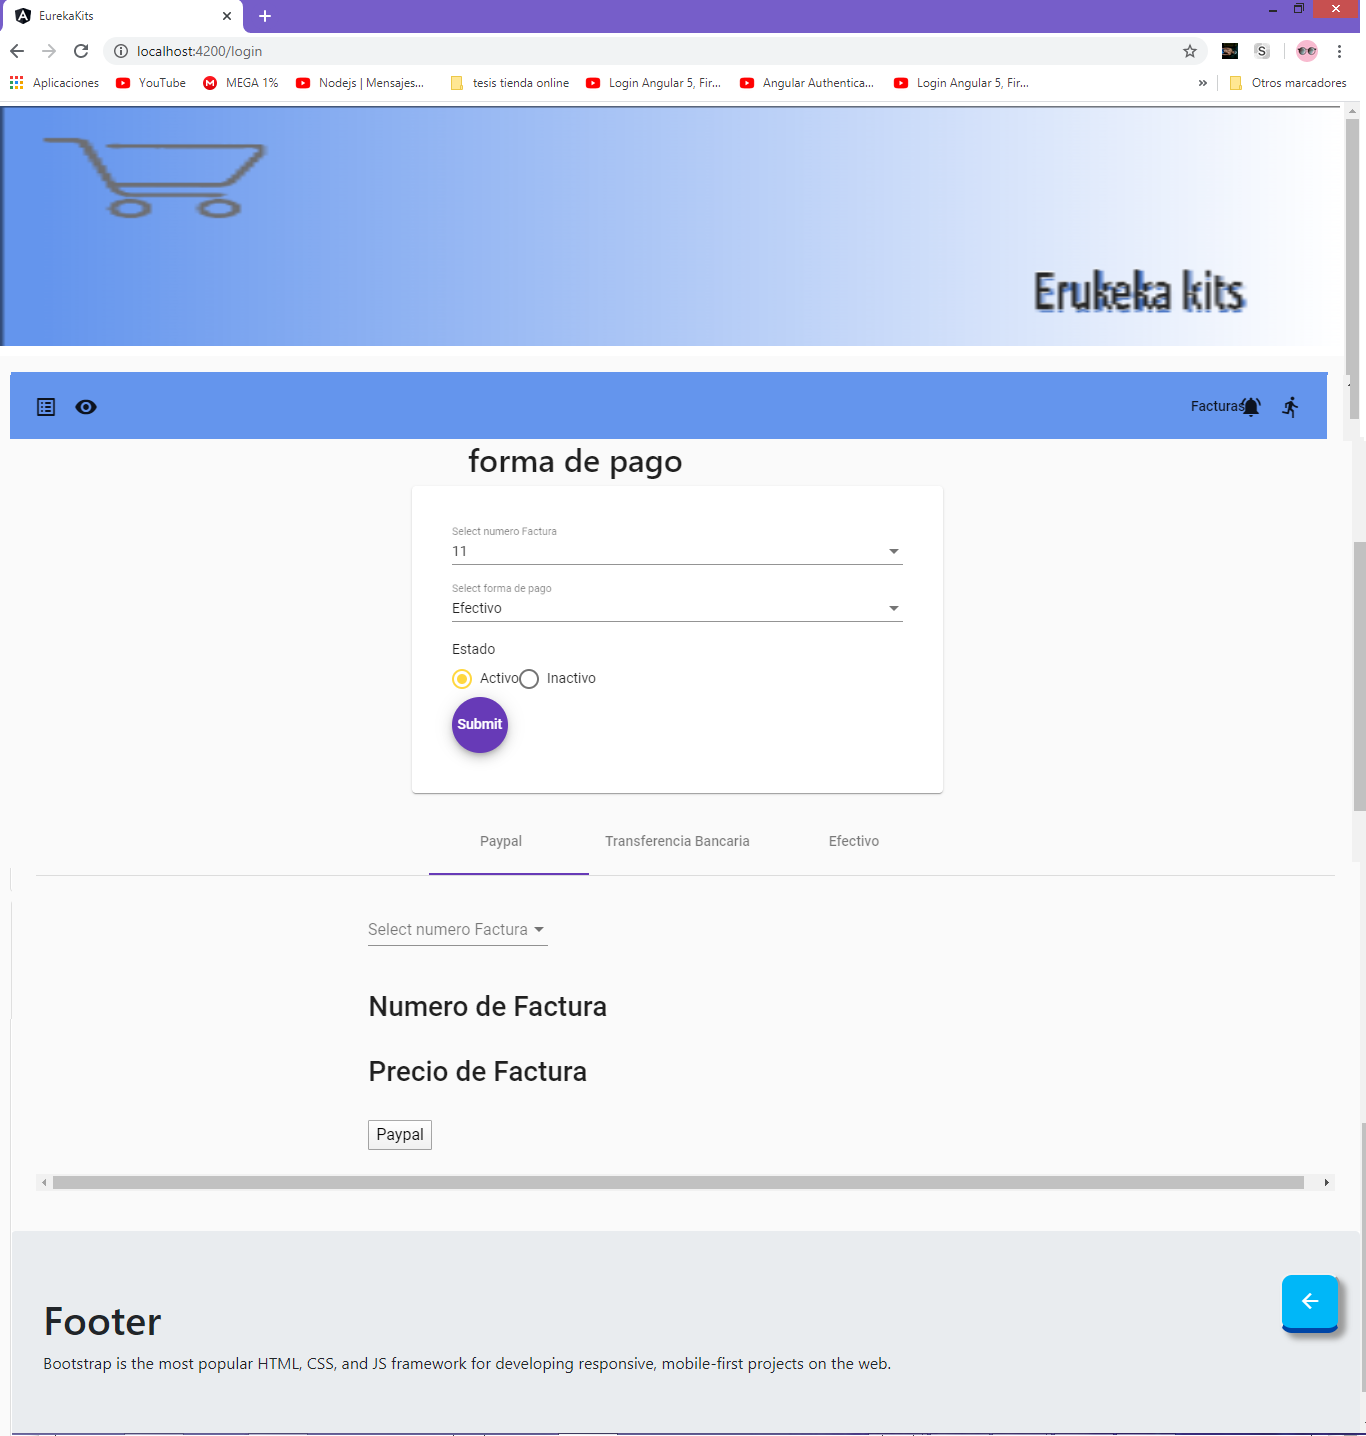 EurekaKits
localhost:4200/login
S
Aplicaciones YouTube MEGA 1% Nodejs | Mensajes... tesis tienda online Login Angular 5, Fir... Angular Authentica... Login Angular 5, Fir... » Otros marcadores
Erukeka kits
Facturas
forma de pago
Select numero Factura
11
Select forma de pago
Efectivo
Estado
Activo Inactivo
Submit
Paypal Transferencia Bancaria Efectivo
Select numero Factura
Numero de Factura
Precio de Factura
Paypal
Footer
Bootstrap is the most popular HTML, CSS, and JS framework for developing responsive, mobile-first projects on the web.